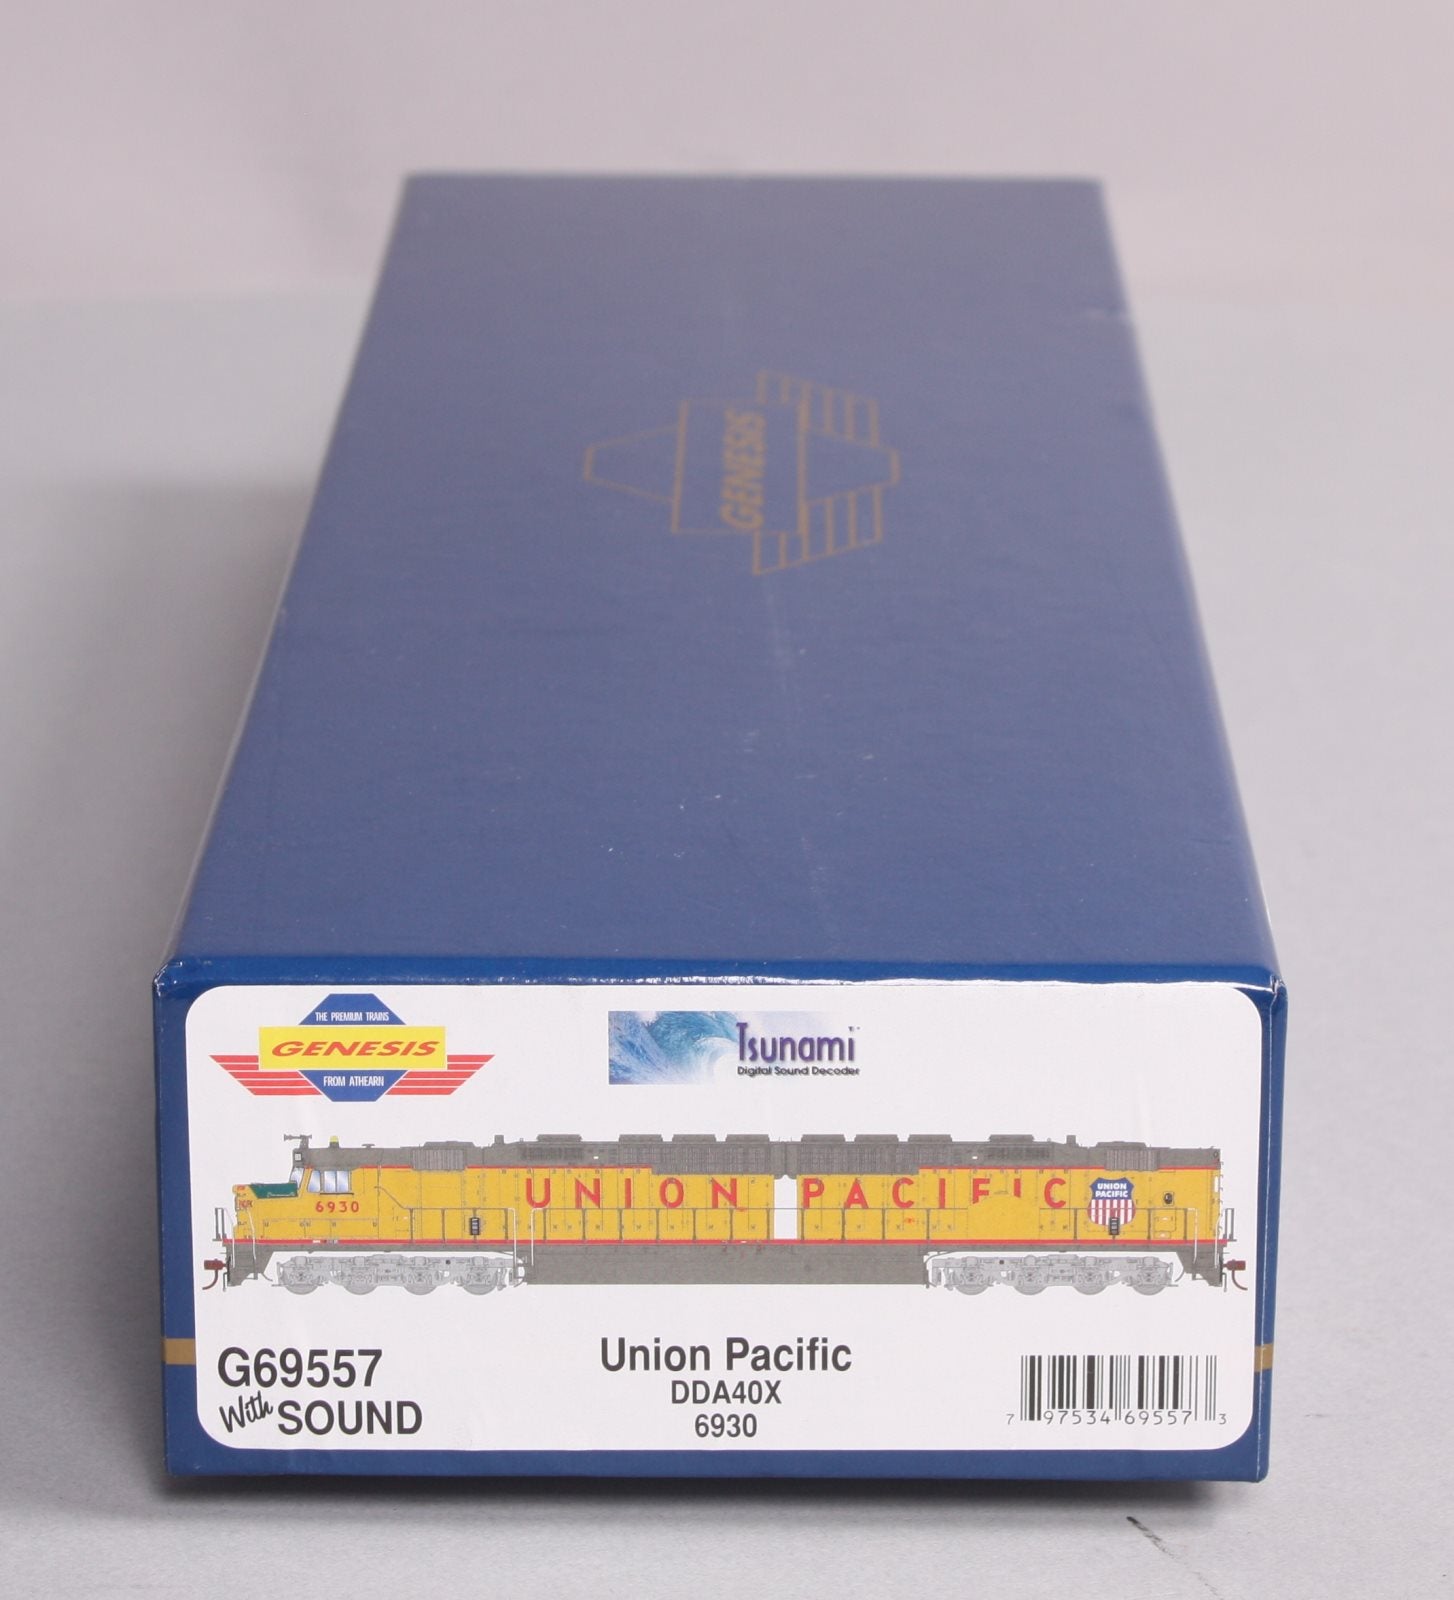 GENESIS
THE PREMIUM TRAINS
GENESIS
FROM ATHEARN
Tsunami
Digital Sound Decoder
6930
UNION PACIFIC
UNION
PACIFIC
G69557
With SOUND
Union Pacific
DDA40X
6930
7 97534 69557 3